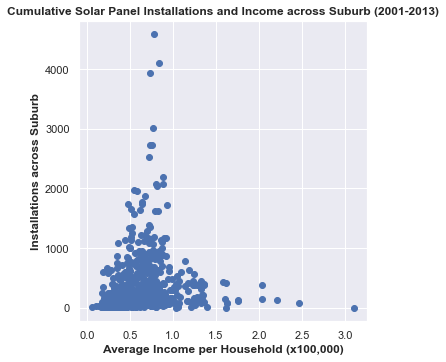 Cumulative Solar Panel Installations and Income across Suburb (2001-2013)
Installations across Suburb
4000
3000
2000
1000
0
0.0 0.5 1.0 1.5 2.0 2.5 3.0
Average Income per Household (x100,000)